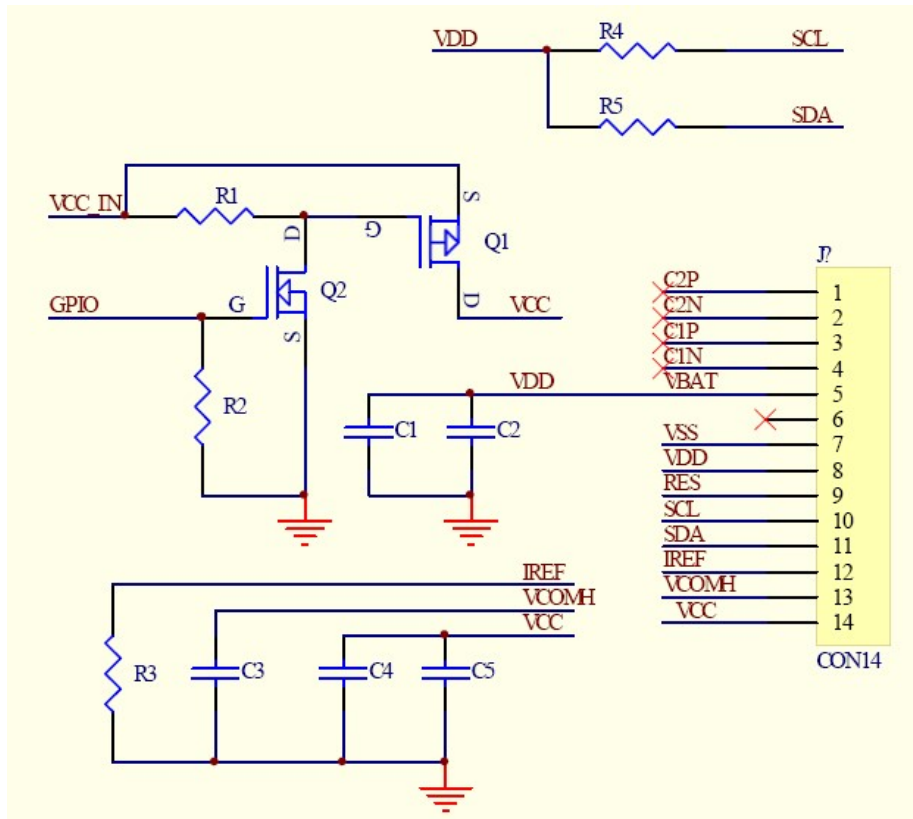 VDD R4 SCL
R5 SDA
VCC_IN R1 S
D G Q1
Q2
GPIO G D VCC
S
R2
VDD VBAT
C1 C2
J?
C2P 1
C2N 2
C1P 3
C1N 4
5
6
VSS 7
VDD 8
RES 9
SCL 10
SDA 11
IREF 12
VCOMH 13
VCC 14
CON14
IREF
VCOMH
VCC
R3 C3 C4 C5